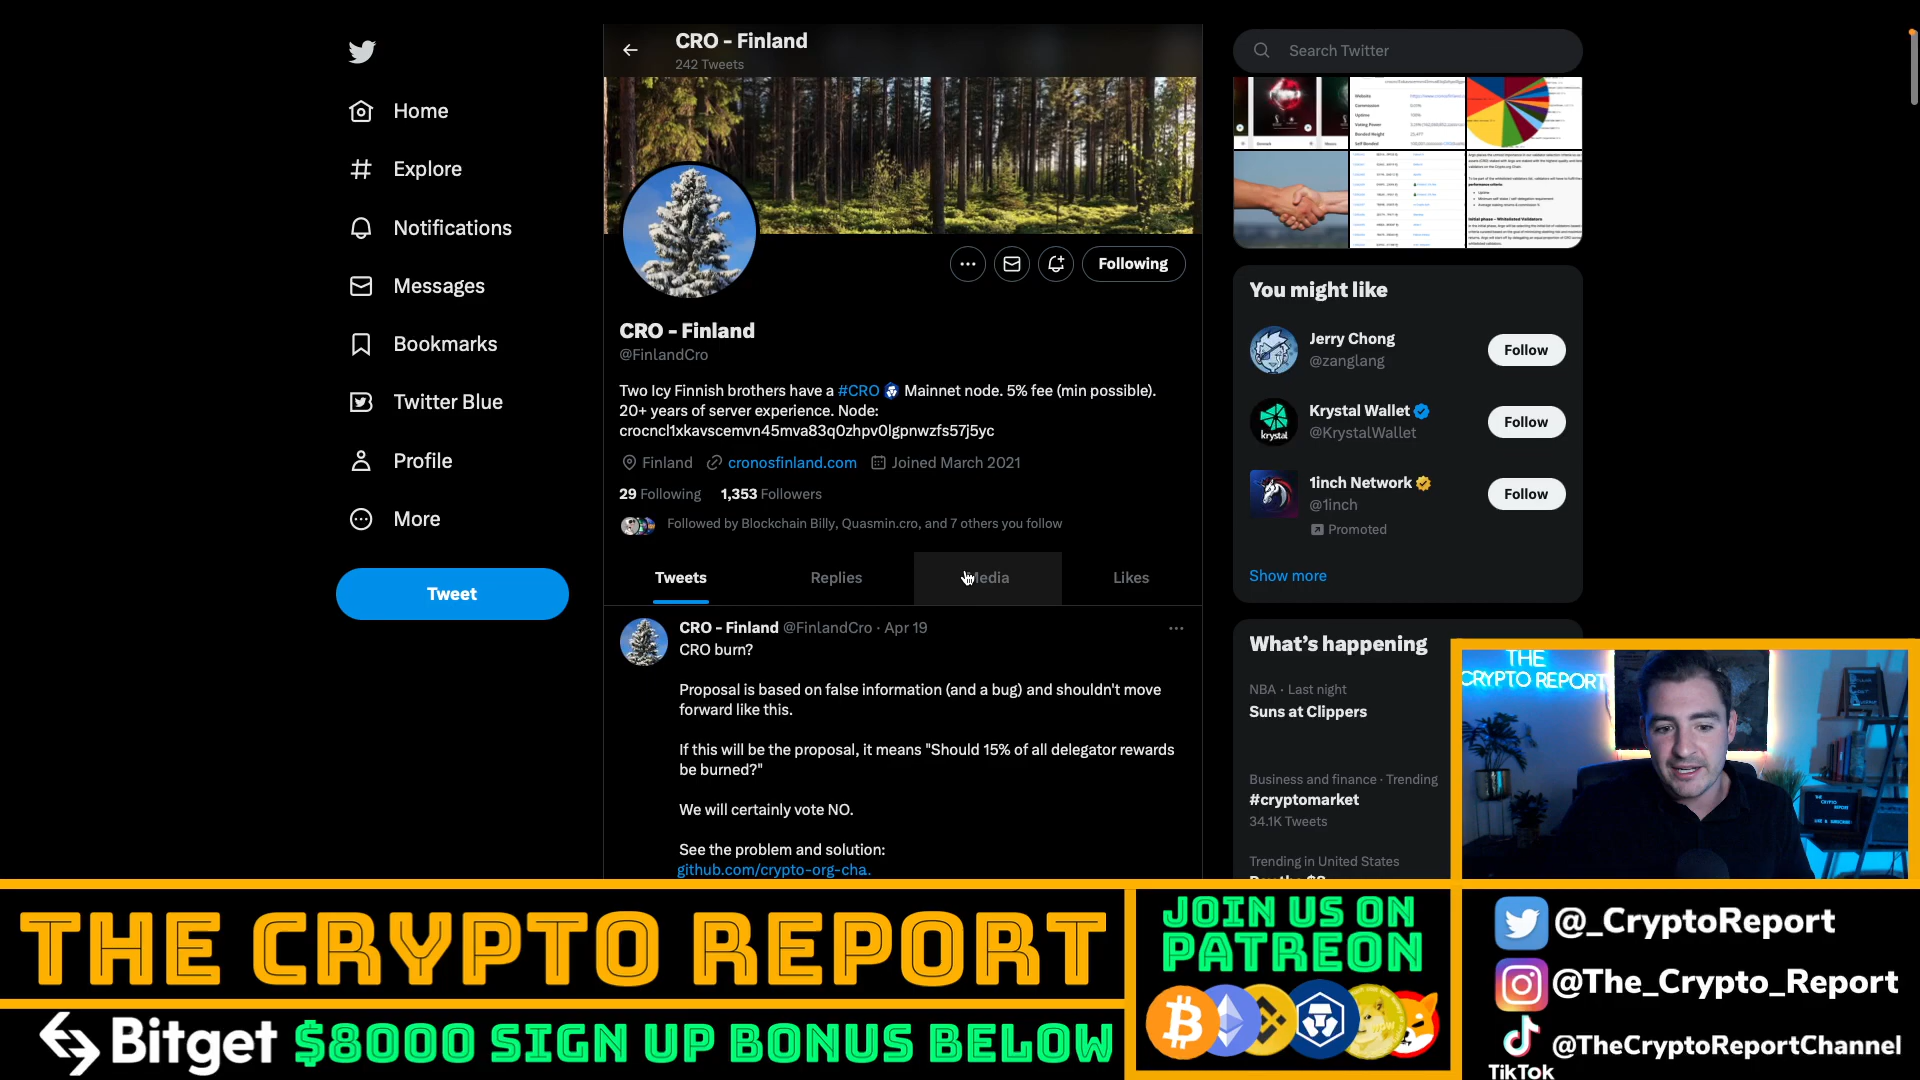 CRO - Finland
242 Tweets
Search Twitter
Home
Explore
Notifications
Messages
Bookmarks
Twitter Blue
Profile
More
Tweet
Following
CRO - Finland
@FinlandCro
Two Icy Finnish brothers have a #CRO Mainnet node. 5% fee (min possible).
20+ years of server experience. Node:
crocncl1xkavscemvn45mva83q0zhpv0lgpnwzfs57j5yc
Finland cronosfinland.com Joined March 2021
29 Following 1,353 Followers
Followed by Blockchain Billy, Quasmin.cro, and 7 others you follow
Tweets Replies Media Likes
CRO - Finland @FinlandCro · Apr 19
CRO burn?
Proposal is based on false information (and a bug) and shouldn't move
forward like this.
If this will be the proposal, it means "Should 15% of all delegator rewards
be burned?"
We will certainly vote NO.
See the problem and solution:
github.com/crypto-org-cha.
You might like
Jerry Chong
@zanglang
Follow
krystal
Krystal Wallet
@KrystalWallet
Follow
1inch Network
@1inch
Promoted
Follow
Show more
What's happening
NBA · Last night
Suns at Clippers
Business and finance · Trending
#cryptomarket
34.1K Tweets
Trending in United States
THE
CRYPTO REPORT
THE CRYPTO REPORT
Bitget $8000 SIGN UP BONUS BELOW
JOIN US ON
PATREON
@_CryptoReport
@The_Crypto_Report
@TheCryptoReportChannel
TikTok